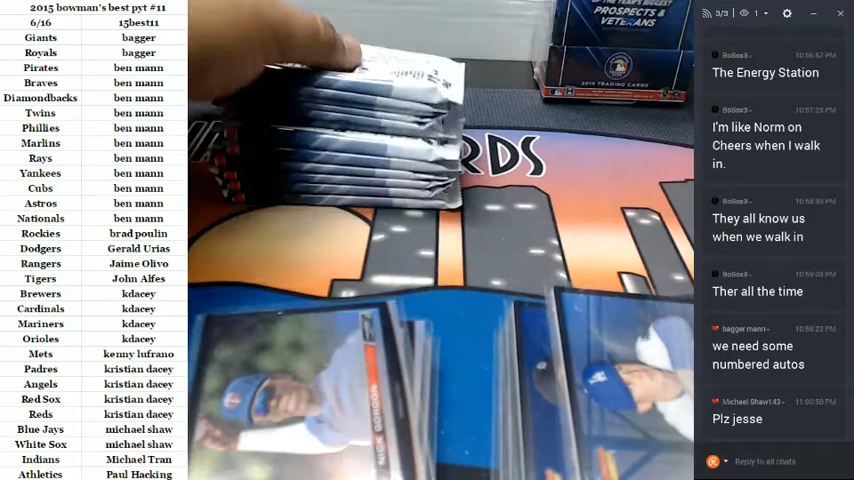 2015 bowman's best pyt #11
6/16 15best11
Giants bagger
Royals bagger
Pirates ben mann
Braves ben mann
Diamondbacks ben mann
Twins ben mann
Phillies ben mann
Marlins ben mann
Rays ben mann
Yankees ben mann
Cubs ben mann
Astros ben mann
Nationals ben mann
Rockies brad poulin
Dodgers Gerald Urias
Rangers Jaime Olivo
Tigers John Alfes
Brewers kdacey
Cardinals kdacey
Mariners kdacey
Orioles kdacey
Mets kenny lufrano
Padres kristian dacey
Angels kristian dacey
Red Sox kristian dacey
Reds kristian dacey
Blue Jays michael shaw
White Sox michael shaw
Indians Michael Tran
Athletics Paul Hacking
PROSPECTS &
VETERANS
2015 TRADING CARDS
RDS
NICK GORDON
3/3 1
BoSox3
The Energy Station
BoSox3
I'm like Norm on
Cheers when I walk
in.
BoSox3
They all know us
when we walk in
BoSox3
Ther all the time
bagger mann
we need some
numbered autos
Michael Shaw143
Plz jesse
Reply to all chats